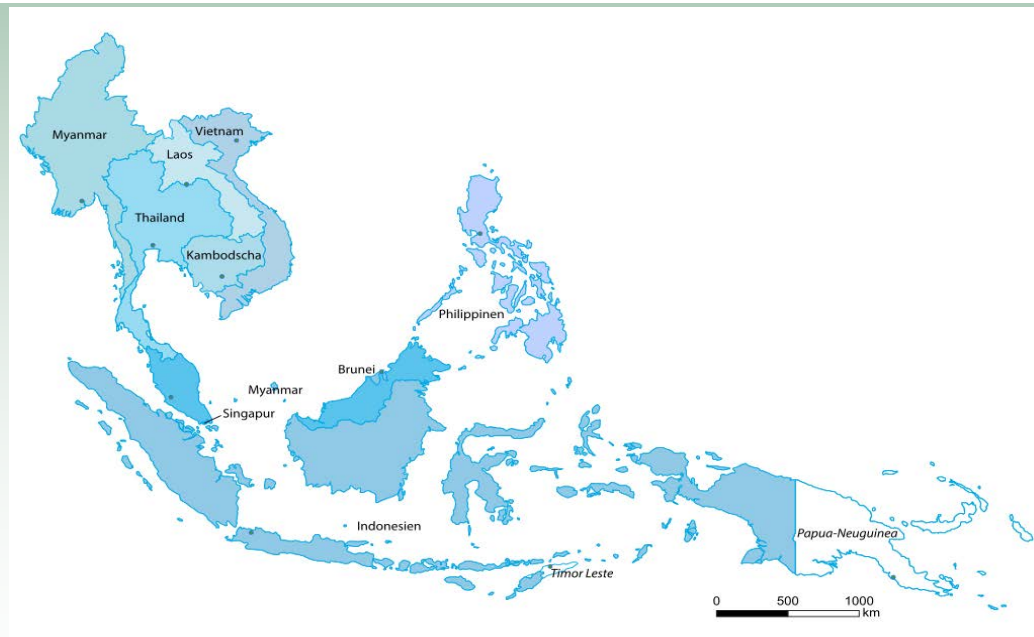 Myanmar
Vietnam
Laos
Thailand
Kambodscha
Philippinen
Brunei
Myanmar
Singapur
Indonesien
Papua-Neuguinea
Timor Leste
0 500 1000
km